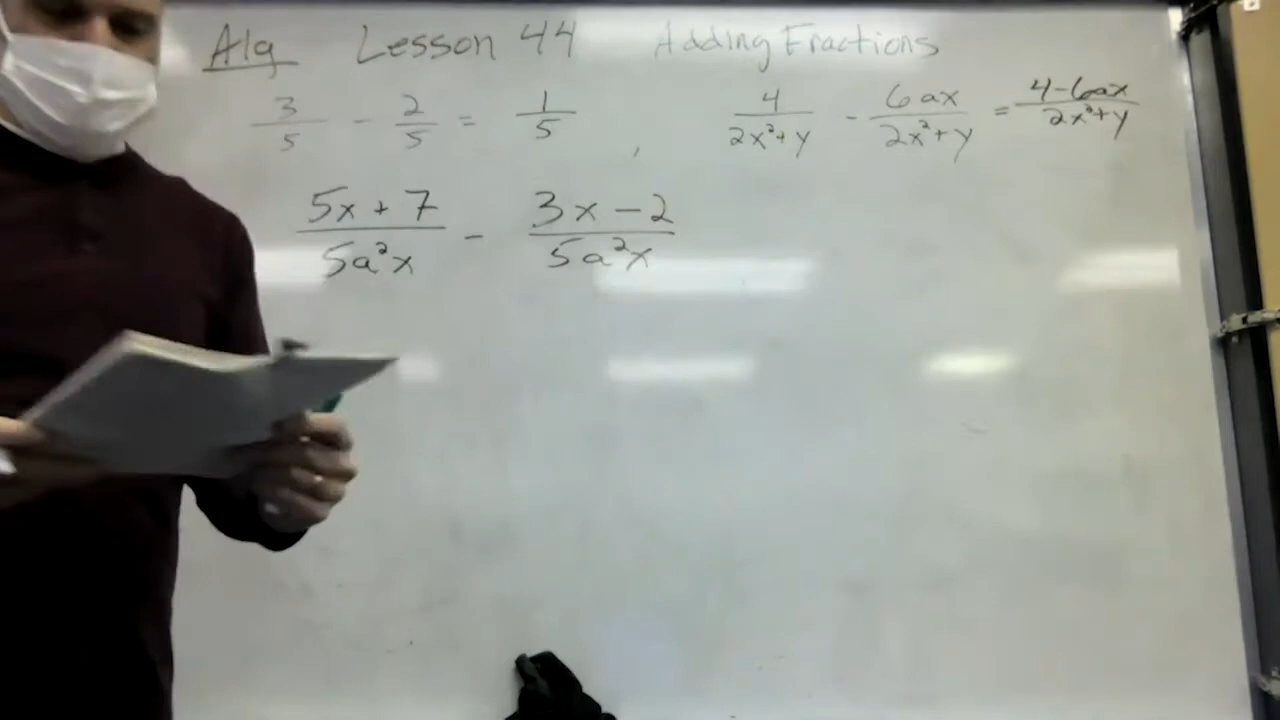 Alg Lesson 44 Adding Fractions
3/5 - 2/5 = 1/5 , 4/(2x²+y) - 6ax/(2x²+y) = (4-6ax)/(2x²+y)
(5x+7)/(5a²x) - (3x-2)/(5a²x)